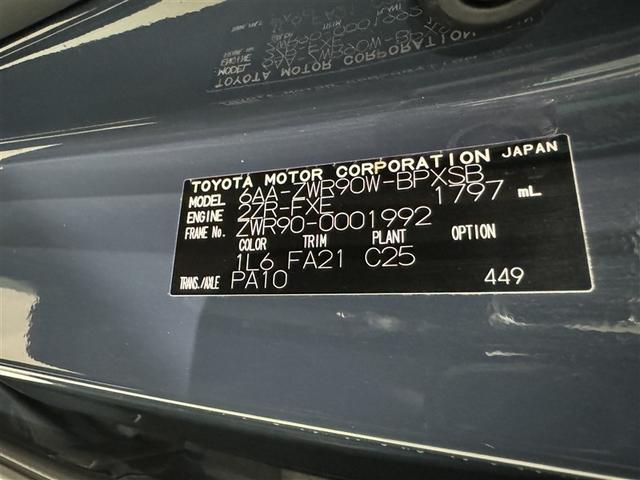 TOYOTA MOTOR CORPORATION JAPAN
MODEL 6AA-ZWR90W-BPXSB
ENGINE 2ZR-FXE 1797 mL
FRAME No. ZWR90-0001992
COLOR TRIM PLANT OPTION
1L6 FA21 C25
TRANS./AXLE PA10 449